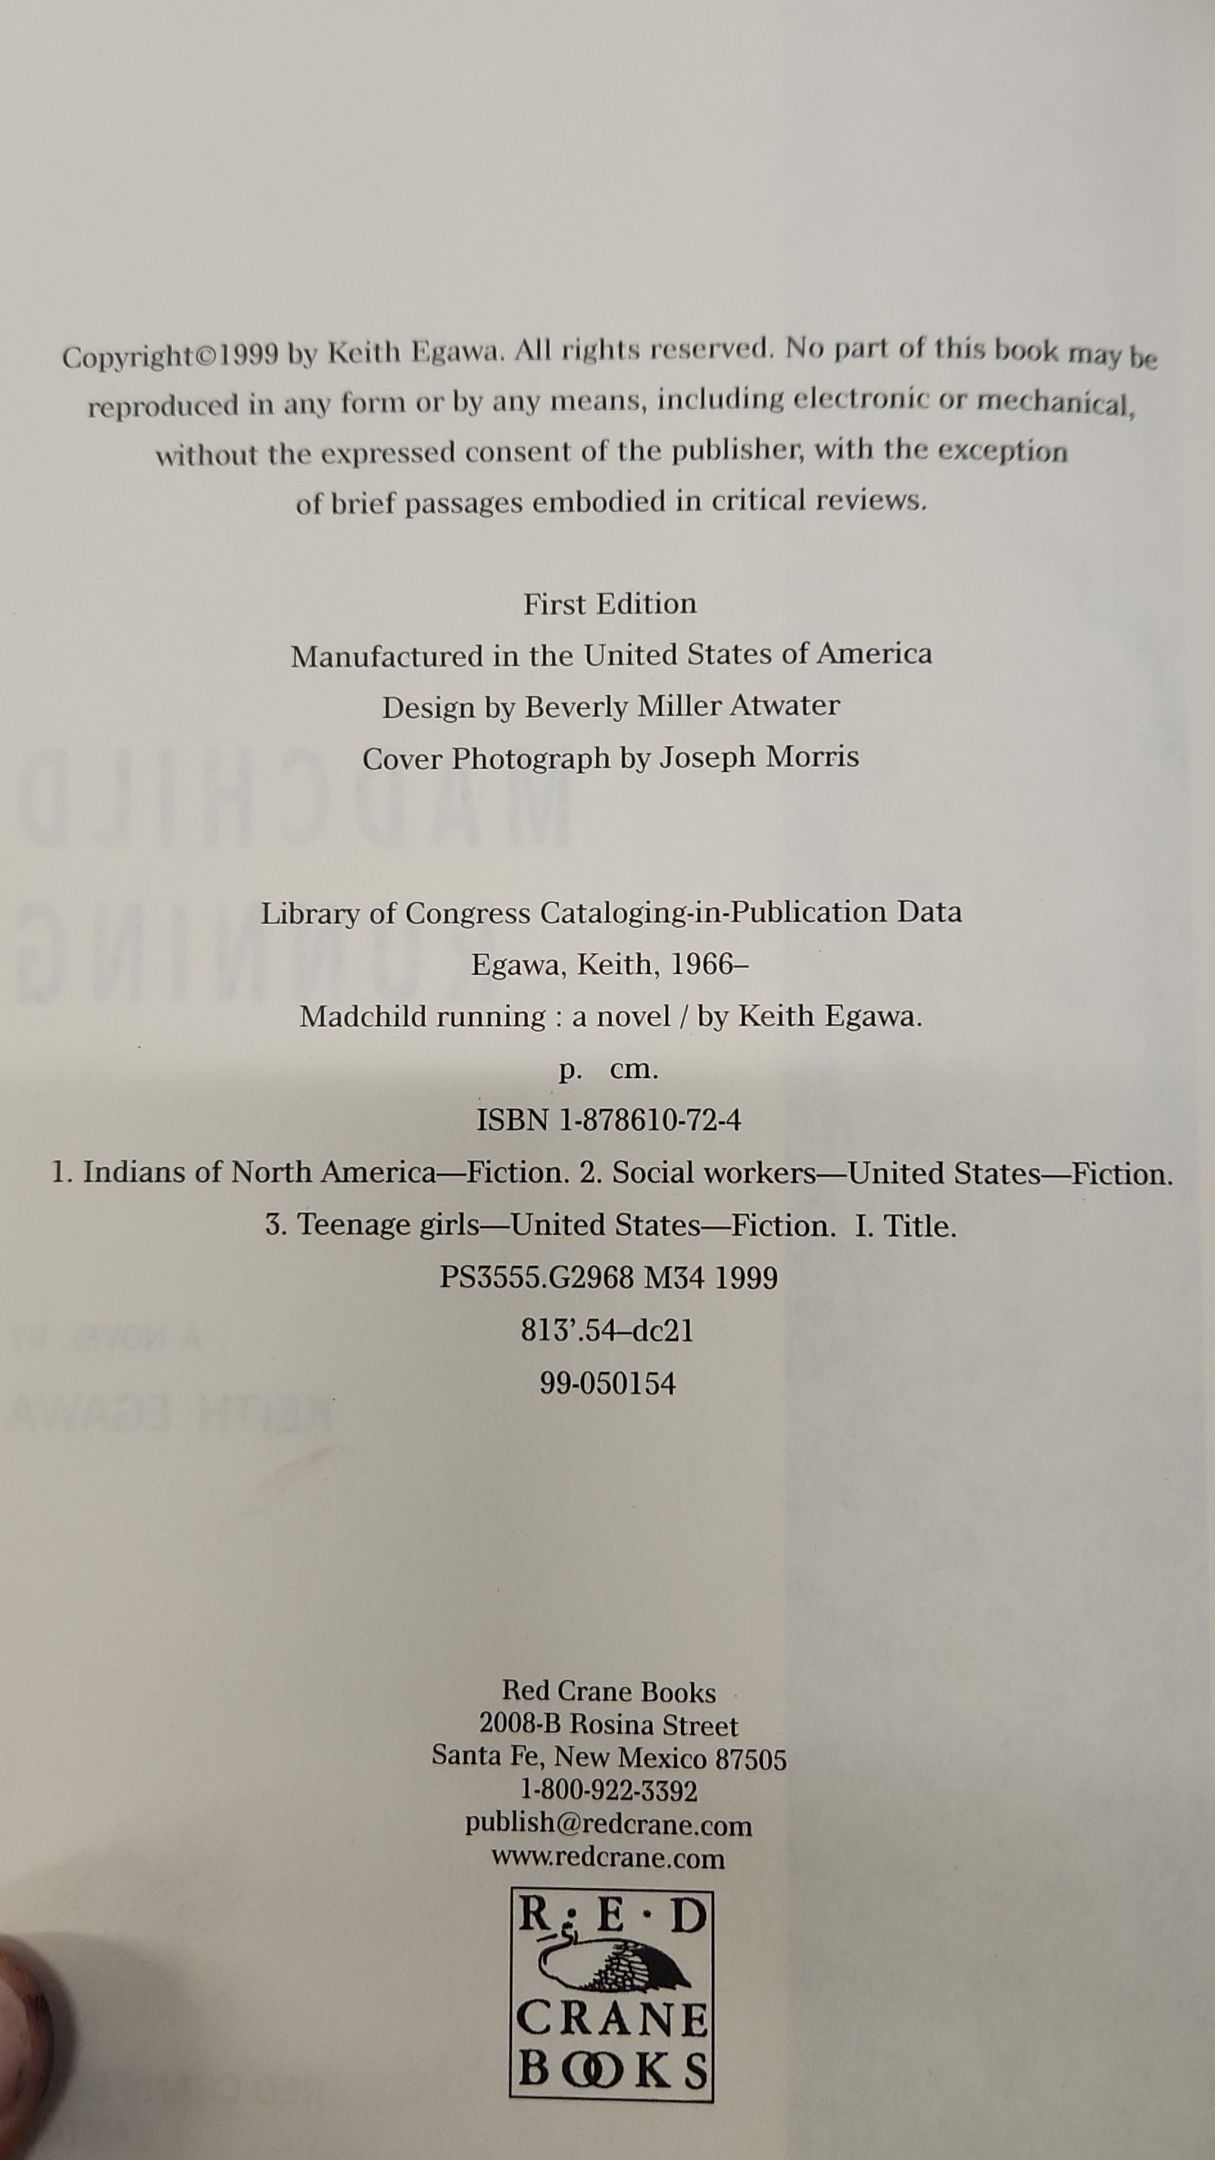 Copyright©1999 by Keith Egawa. All rights reserved. No part of this book may be
reproduced in any form or by any means, including electronic or mechanical,
without the expressed consent of the publisher, with the exception
of brief passages embodied in critical reviews.
First Edition
Manufactured in the United States of America
Design by Beverly Miller Atwater
Cover Photograph by Joseph Morris
MADCHILD
RUNNING
Library of Congress Cataloging-in-Publication Data
Egawa, Keith, 1966–
Madchild running : a novel / by Keith Egawa.
p. cm.
ISBN 1-878610-72-4
1. Indians of North America—Fiction. 2. Social workers—United States—Fiction.
3. Teenage girls—United States—Fiction. I. Title.
PS3555.G2968 M34 1999
813'.54–dc21
99-050154
A NOVEL BY
KEITH EGAWA
Red Crane Books
2008-B Rosina Street
Santa Fe, New Mexico 87505
1-800-922-3392
publish@redcrane.com
www.redcrane.com
R · E · D
CRANE
BOOKS